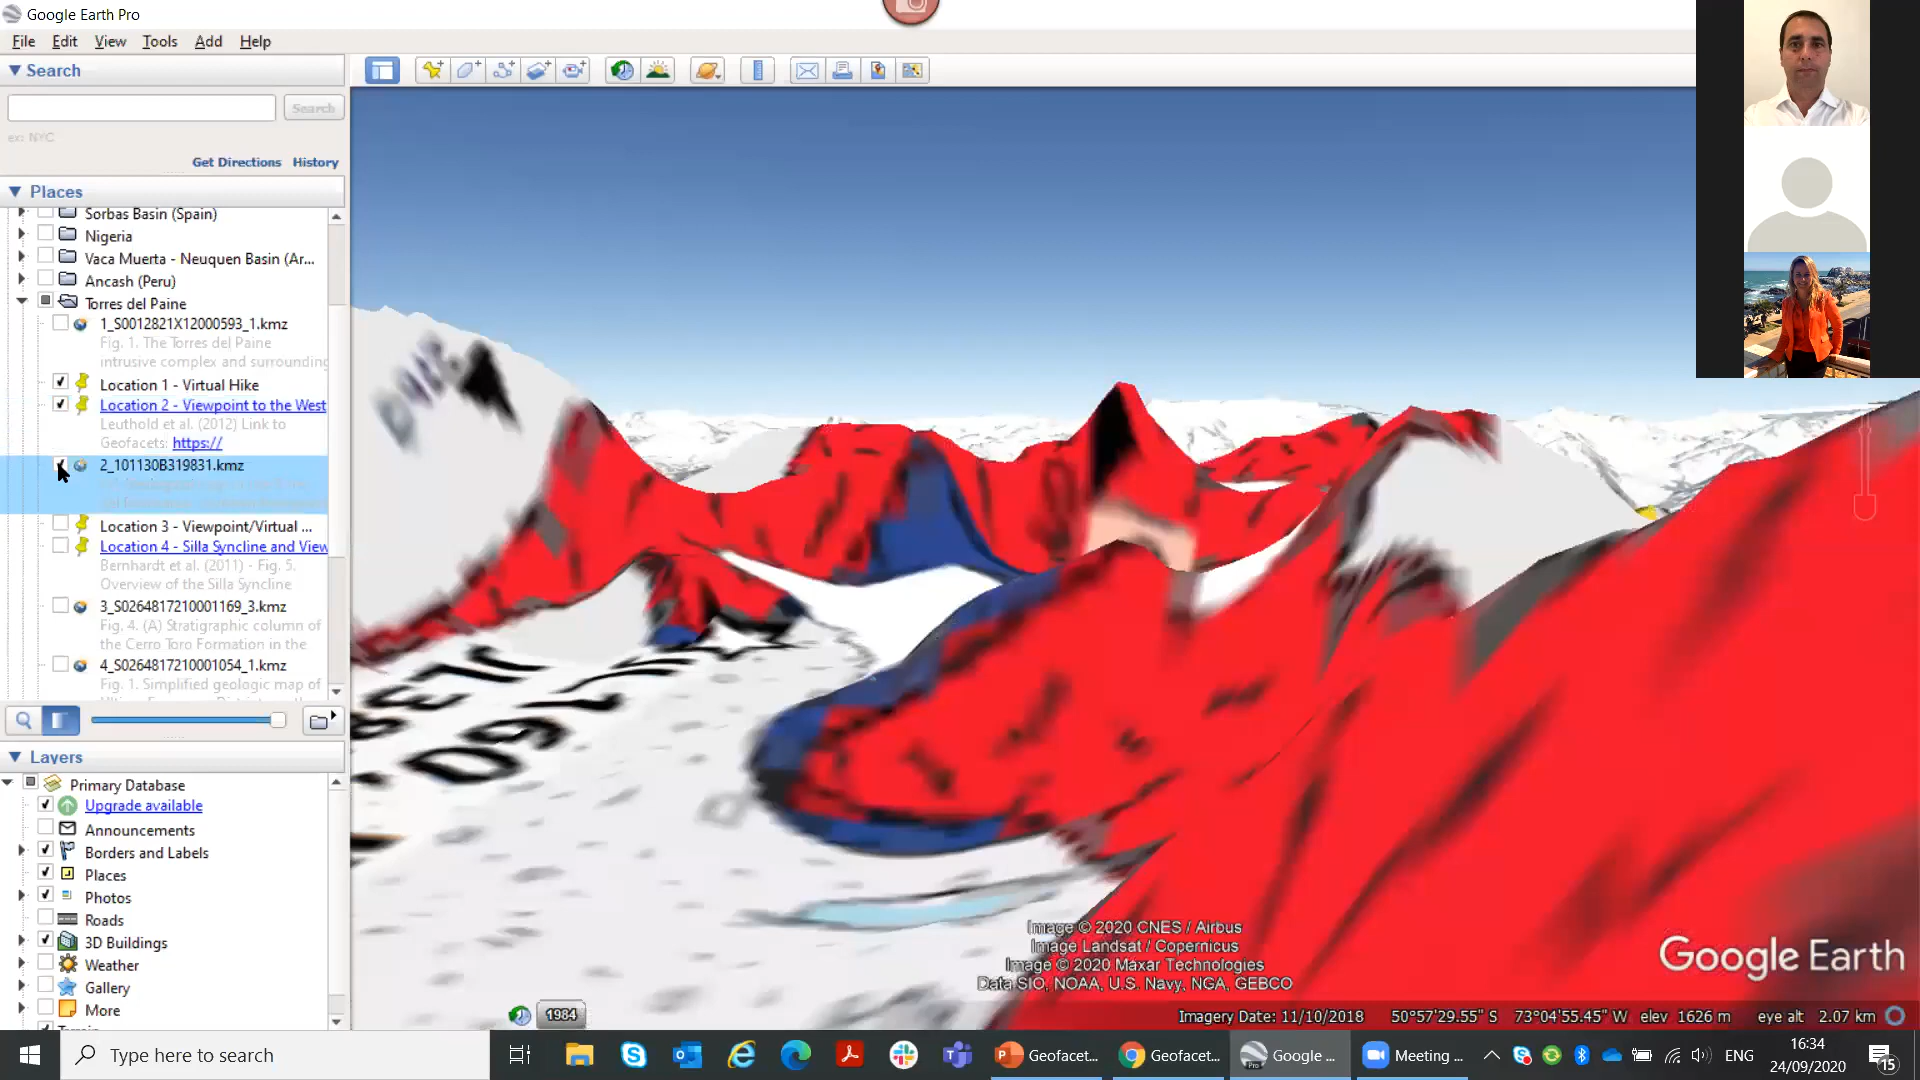 Google Earth Pro
File Edit View Tools Add Help
Search
Search
ex: NYC
Get Directions History
Places
Sorbas Basin (Spain)
Nigeria
Vaca Muerta - Neuquen Basin (Ar...
Ancash (Peru)
Torres del Paine
1_S0012821X12000593_1.kmz
Fig. 1. The Torres del Paine
intrusive complex and surrounding
Location 1 - Virtual Hike
Location 2 - Viewpoint to the West
Leuthold et al. (2012) Link to
Geofacets: https://
2_101130B319831.kmz
Location 3 - Viewpoint/Virtual ...
Location 4 - Silla Syncline and View
Bernhardt et al. (2011) - Fig. 5.
Overview of the Silla Syncline
3_S0264817210001169_3.kmz
Fig. 4. (A) Stratigraphic column of
the Cerro Toro Formation in the
4_S0264817210001054_1.kmz
Fig. 1. Simplified geologic map of
Layers
Primary Database
Upgrade available
Announcements
Borders and Labels
Places
Photos
Roads
3D Buildings
Weather
Gallery
More
Image © 2020 CNES / Airbus
Image Landsat / Copernicus
Image © 2020 Maxar Technologies
Data SIO, NOAA, U.S. Navy, NGA, GEBCO
Google Earth
1984
Imagery Date: 11/10/2018 50°57'29.55" S 73°04'55.45" W elev 1626 m eye alt 2.07 km
Type here to search
Geofacet...
Geofacet...
Google ...
Meeting ...
ENG
16:34
24/09/2020
15